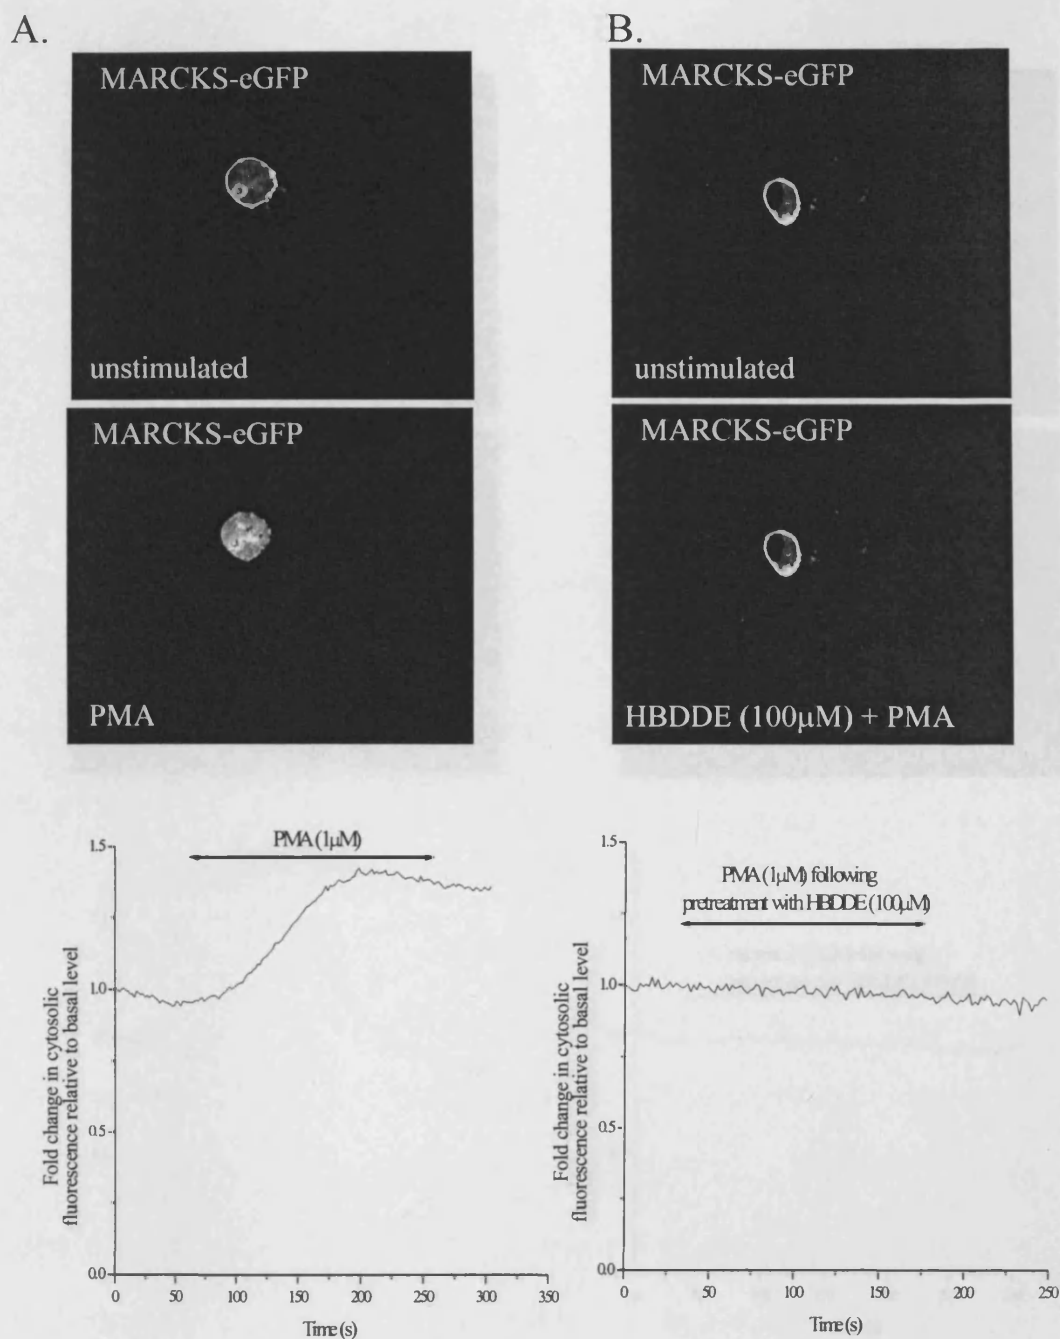 A.
MARCKS-eGFP
unstimulated
MARCKS-eGFP
PMA
PMA (1μM)
1.5
1.0
0.5
0.0
Fold change in cytosolic
fluorescence relative to basal level
0
50
100
150
200
250
300
350
Time (s)
B.
MARCKS-eGFP
unstimulated
MARCKS-eGFP
HBDDE (100μM) + PMA
PMA (1μM) following
pretreatment with HBDDE (100μM)
1.5
1.0
0.5
0.0
Fold change in cytosolic
fluorescence relative to basal level
0
50
100
150
200
250
Time (s)